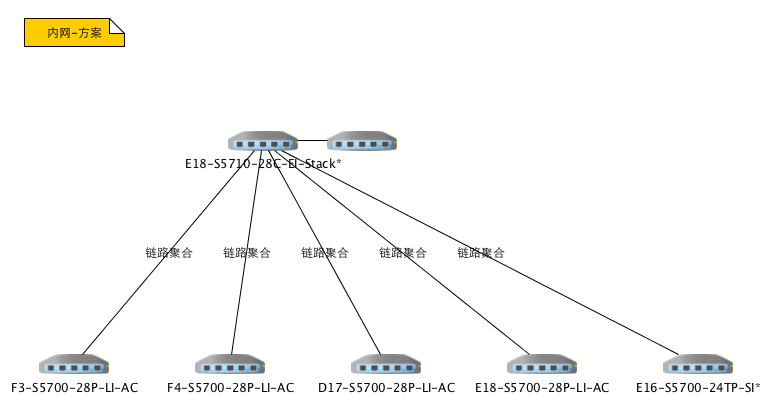 内网-方案
E18-S5710-28C-EI-Stack*
链路聚合
链路聚合
链路聚合
链路聚合
链路聚合
F3-S5700-28P-LI-AC
F4-S5700-28P-LI-AC
D17-S5700-28P-LI-AC
E18-S5700-28P-LI-AC
E16-S5700-24TP-SI*